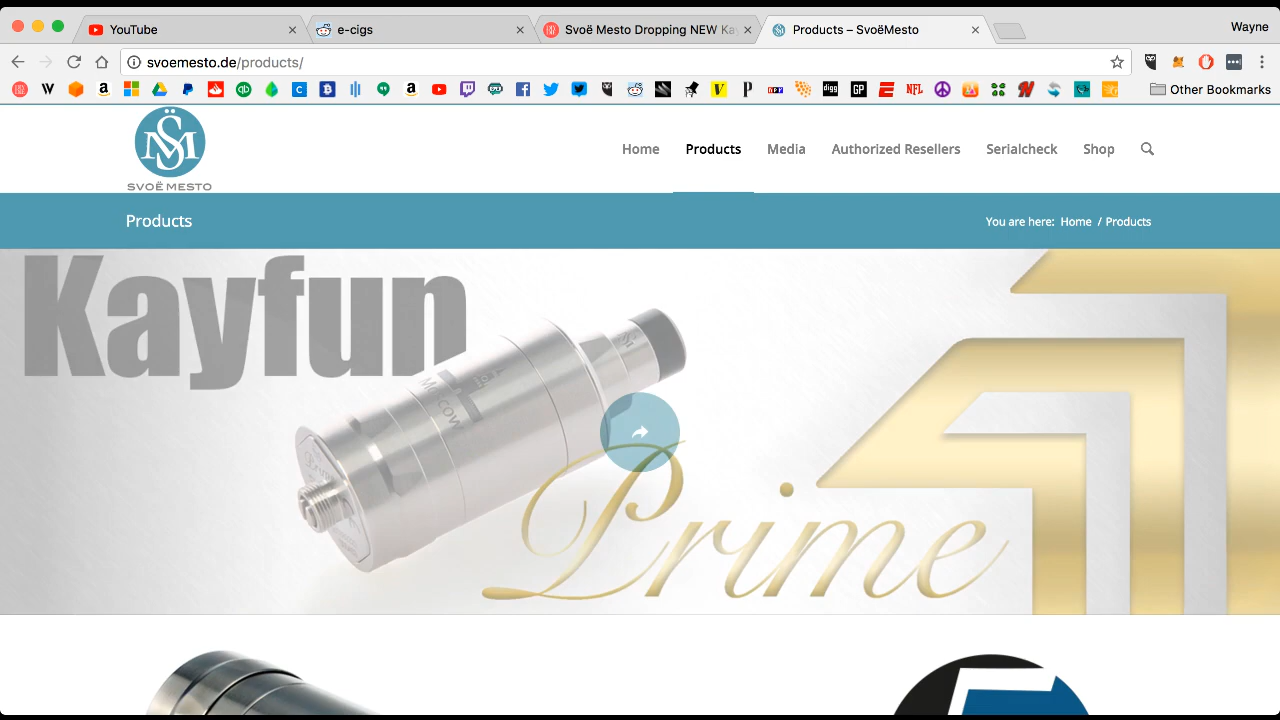 YouTube
e-cigs
Svoë Mesto Dropping NEW Ka
Products – SvoëMesto
Wayne
svoemesto.de/products/
Other Bookmarks
SVOË MESTO
Home
Products
Media
Authorized Resellers
Serialcheck
Shop
Products
You are here: Home / Products
Kayfun
Moscow
Prime